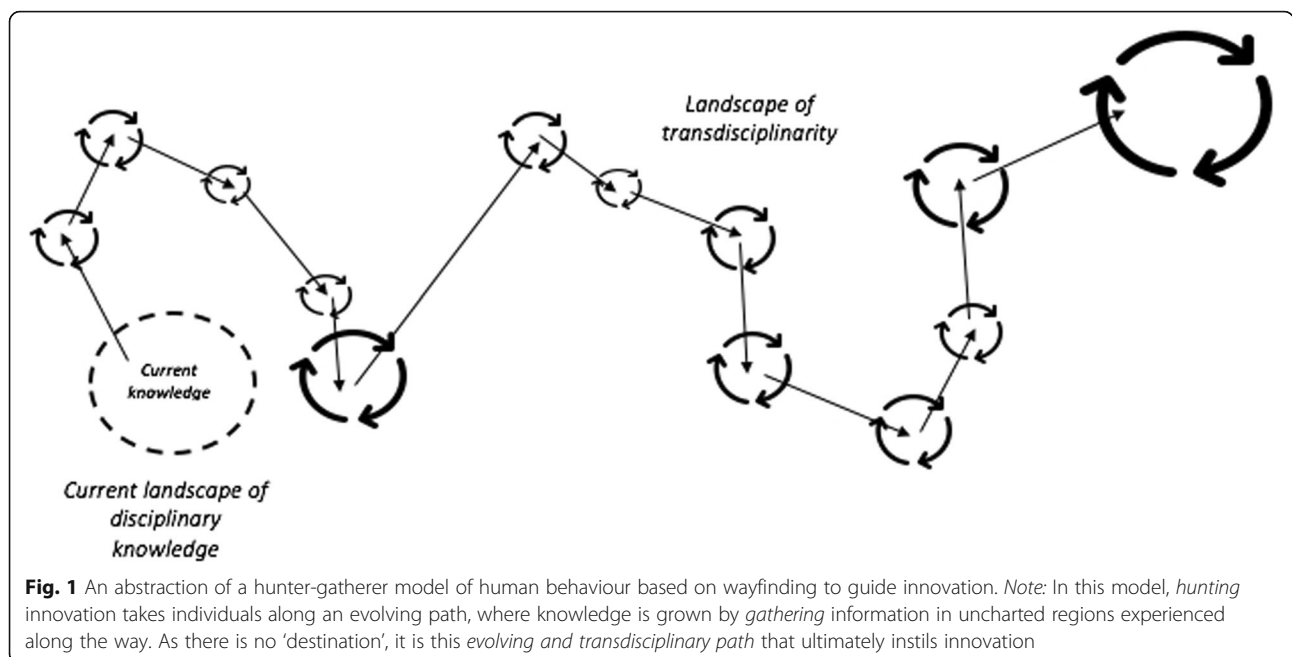 Landscape of
transdisciplinarity
Current
knowledge
Current landscape of
disciplinary
knowledge
Fig. 1 An abstraction of a hunter-gatherer model of human behaviour based on wayfinding to guide innovation. Note: In this model, hunting
innovation takes individuals along an evolving path, where knowledge is grown by gathering information in uncharted regions experienced
along the way. As there is no ‘destination’, it is this evolving and transdisciplinary path that ultimately instils innovation